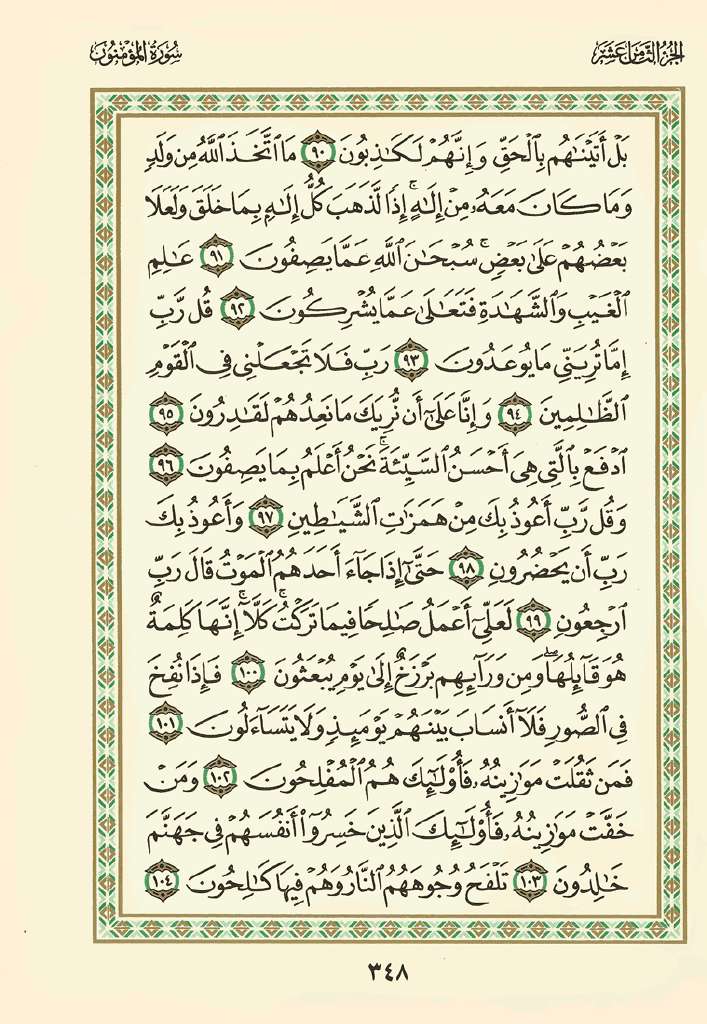 الجزء الثامن عشر
سورة المؤمنون
بَلْ أَتَيْنَٰهُم بِٱلْحَقِّ وَإِنَّهُمْ لَكَٰذِبُونَ ٩٠ مَا ٱتَّخَذَ ٱللَّهُ مِن وَلَدٍ
وَمَا كَانَ مَعَهُۥ مِنْ إِلَٰهٍ ۚ إِذًا لَّذَهَبَ كُلُّ إِلَٰهٍۭ بِمَا خَلَقَ وَلَعَلَا
بَعْضُهُمْ عَلَىٰ بَعْضٍ ۚ سُبْحَٰنَ ٱللَّهِ عَمَّا يَصِفُونَ ٩١ عَٰلِمِ
ٱلْغَيْبِ وَٱلشَّهَٰدَةِ فَتَعَٰلَىٰ عَمَّا يُشْرِكُونَ ٩٢ قُل رَّبِّ
إِمَّا تُرِيَنِّى مَا يُوعَدُونَ ٩٣ رَبِّ فَلَا تَجْعَلْنِى فِى ٱلْقَوْمِ
ٱلظَّٰلِمِينَ ٩٤ وَإِنَّا عَلَىٰٓ أَن نُّرِيَكَ مَا نَعِدُهُمْ لَقَٰدِرُونَ ٩٥
ٱدْفَعْ بِٱلَّتِى هِىَ أَحْسَنُ ٱلسَّيِّئَةَ ۚ نَحْنُ أَعْلَمُ بِمَا يَصِفُونَ ٩٦
وَقُل رَّبِّ أَعُوذُ بِكَ مِنْ هَمَزَٰتِ ٱلشَّيَٰطِينِ ٩٧ وَأَعُوذُ بِكَ
رَبِّ أَن يَحْضُرُونِ ٩٨ حَتَّىٰٓ إِذَا جَآءَ أَحَدَهُمُ ٱلْمَوْتُ قَالَ رَبِّ
ٱرْجِعُونِ ٩٩ لَعَلِّىٓ أَعْمَلُ صَٰلِحًا فِيمَا تَرَكْتُ ۚ كَلَّآ ۚ إِنَّهَا كَلِمَةٌ
هُوَ قَآئِلُهَا ۖ وَمِن وَرَآئِهِم بَرْزَخٌ إِلَىٰ يَوْمِ يُبْعَثُونَ ١٠٠ فَإِذَا نُفِخَ
فِى ٱلصُّورِ فَلَآ أَنسَابَ بَيْنَهُمْ يَوْمَئِذٍ وَلَا يَتَسَآءَلُونَ ١٠١
فَمَن ثَقُلَتْ مَوَٰزِينُهُۥ فَأُو۟لَٰٓئِكَ هُمُ ٱلْمُفْلِحُونَ ١٠٢ وَمَنْ
خَفَّتْ مَوَٰزِينُهُۥ فَأُو۟لَٰٓئِكَ ٱلَّذِينَ خَسِرُوٓا۟ أَنفُسَهُمْ فِى جَهَنَّمَ
خَٰلِدُونَ ١٠٣ تَلْفَحُ وُجُوهَهُمُ ٱلنَّارُ وَهُمْ فِيهَا كَٰلِحُونَ ١٠٤
٣٤٨